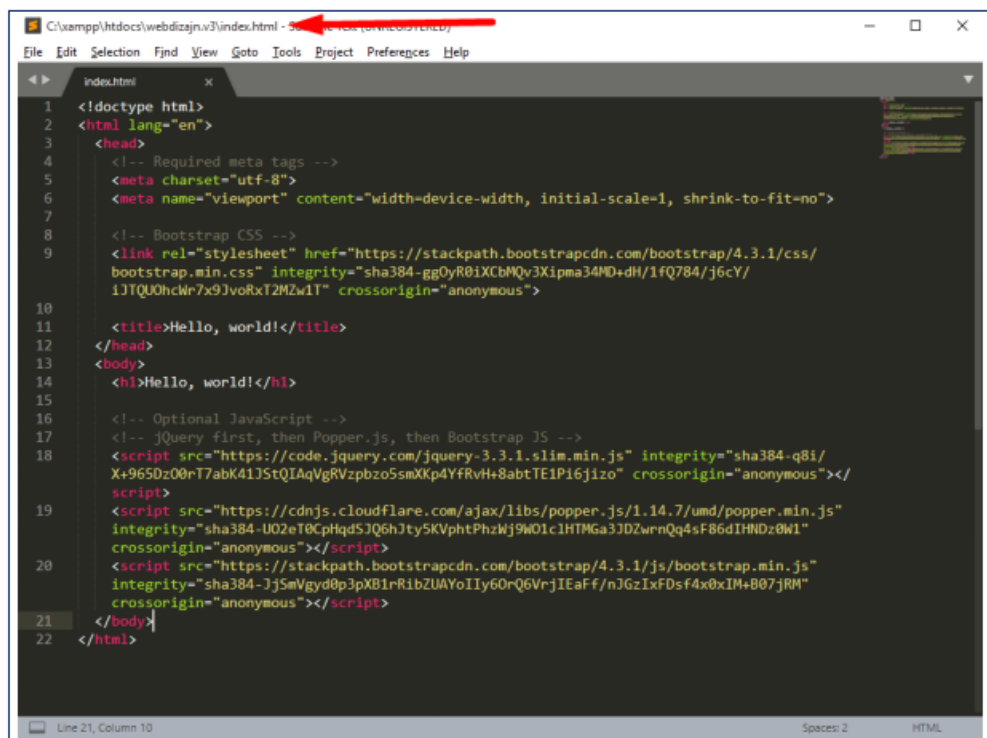 C:\xampp\htdocs\webdizajn.v3\index.html - (UNREGISTERED)
File Edit Selection Find View Goto Tools Project Preferences Help
index.html x
1 <!doctype html>
2 <html lang="en">
3 <head>
4 <!-- Required meta tags -->
5 <meta charset="utf-8">
6 <meta name="viewport" content="width=device-width, initial-scale=1, shrink-to-fit=no">
7
8 <!-- Bootstrap CSS -->
9 <link rel="stylesheet" href="https://stackpath.bootstrapcdn.com/bootstrap/4.3.1/css/
bootstrap.min.css" integrity="sha384-ggOyR0iXCbMQv3Xipma34MD+dH/1fQ784/j6cY/
iJTQUOhcWr7x9JvoRxT2MZw1T" crossorigin="anonymous">
10
11 <title>Hello, world!</title>
12 </head>
13 <body>
14 <h1>Hello, world!</h1>
15
16 <!-- Optional JavaScript -->
17 <!-- jQuery first, then Popper.js, then Bootstrap JS -->
18 <script src="https://code.jquery.com/jquery-3.3.1.slim.min.js" integrity="sha384-q8i/
X+965DzO0rT7abK41JStQIAqVgRVzpbzo5smXKp4YfRvH+8abtTE1Pi6jizo" crossorigin="anonymous"></
script>
19 <script src="https://cdnjs.cloudflare.com/ajax/libs/popper.js/1.14.7/umd/popper.min.js"
integrity="sha384-UO2eT0CpHqdSJQ6hJty5KVphtPhzWj9WO1clHTMGa3JDZwrnQq4sF86dIHNDz0W1"
crossorigin="anonymous"></script>
20 <script src="https://stackpath.bootstrapcdn.com/bootstrap/4.3.1/js/bootstrap.min.js"
integrity="sha384-JjSmVgyd0p3pXB1rRibZUAYoIIy6OrQ6VrjIEaFf/nJGzIxFDsf4x0xIM+B07jRM"
crossorigin="anonymous"></script>
21 </body>
22 </html>
Line 21, Column 10 Spaces: 2 HTML